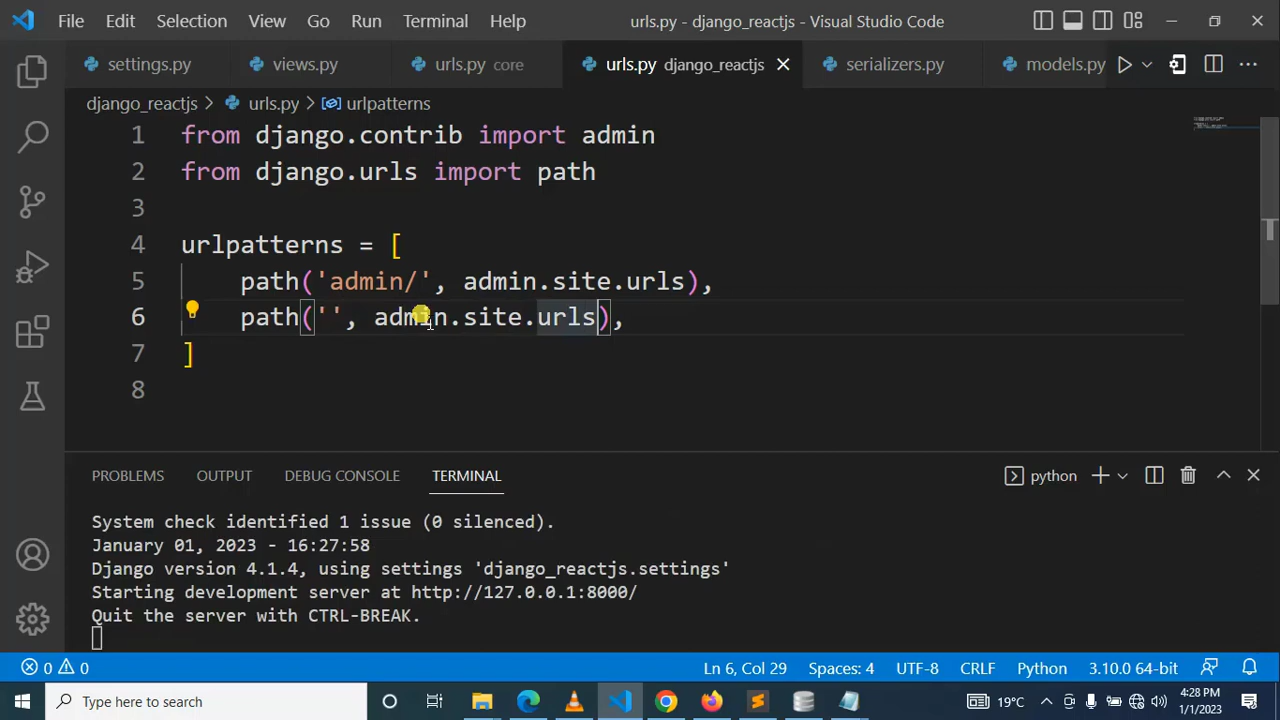 File Edit Selection View Go Run Terminal Help urls.py - django_reactjs - Visual Studio Code
settings.py views.py urls.py core urls.py django_reactjs serializers.py models.py
django_reactjs > urls.py > urlpatterns
1 from django.contrib import admin
2 from django.urls import path
3
4 urlpatterns = [
5 path('admin/', admin.site.urls),
6 path('', admin.site.urls),
7 ]
8
PROBLEMS OUTPUT DEBUG CONSOLE TERMINAL python
System check identified 1 issue (0 silenced).
January 01, 2023 - 16:27:58
Django version 4.1.4, using settings 'django_reactjs.settings'
Starting development server at http://127.0.0.1:8000/
Quit the server with CTRL-BREAK.
0 0 Ln 6, Col 29 Spaces: 4 UTF-8 CRLF Python 3.10.0 64-bit
Type here to search 19°C 4:28 PM
1/1/2023